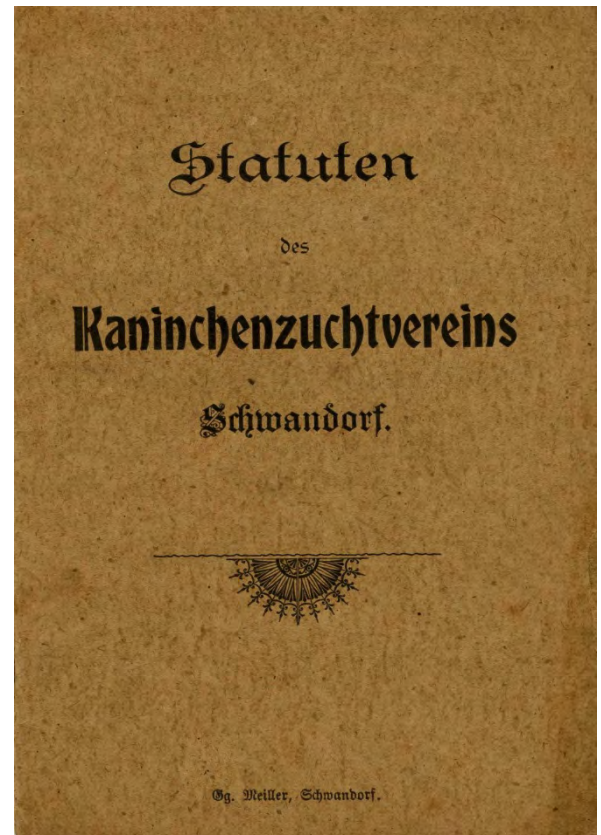 Statuten
des
Kaninchenzuchtvereins
Schwandorf.
Gg. Meiller, Schwandorf.